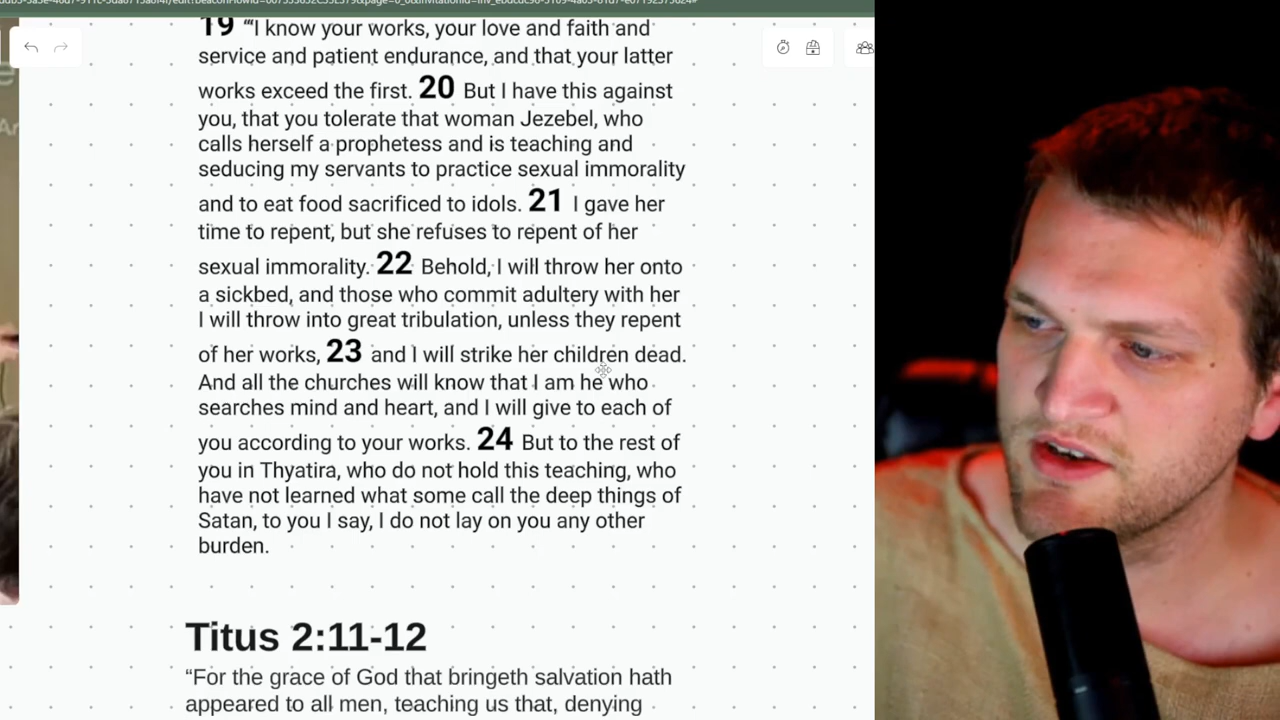 19 “‘I know your works, your love and faith and
service and patient endurance, and that your latter
works exceed the first. 20 But I have this against
you, that you tolerate that woman Jezebel, who
calls herself a prophetess and is teaching and
seducing my servants to practice sexual immorality
and to eat food sacrificed to idols. 21 I gave her
time to repent, but she refuses to repent of her
sexual immorality. 22 Behold, I will throw her onto
a sickbed, and those who commit adultery with her
I will throw into great tribulation, unless they repent
of her works, 23 and I will strike her children dead.
And all the churches will know that I am he who
searches mind and heart, and I will give to each of
you according to your works. 24 But to the rest of
you in Thyatira, who do not hold this teaching, who
have not learned what some call the deep things of
Satan, to you I say, I do not lay on you any other
burden.
Titus 2:11-12
“For the grace of God that bringeth salvation hath
appeared to all men, teaching us that, denying